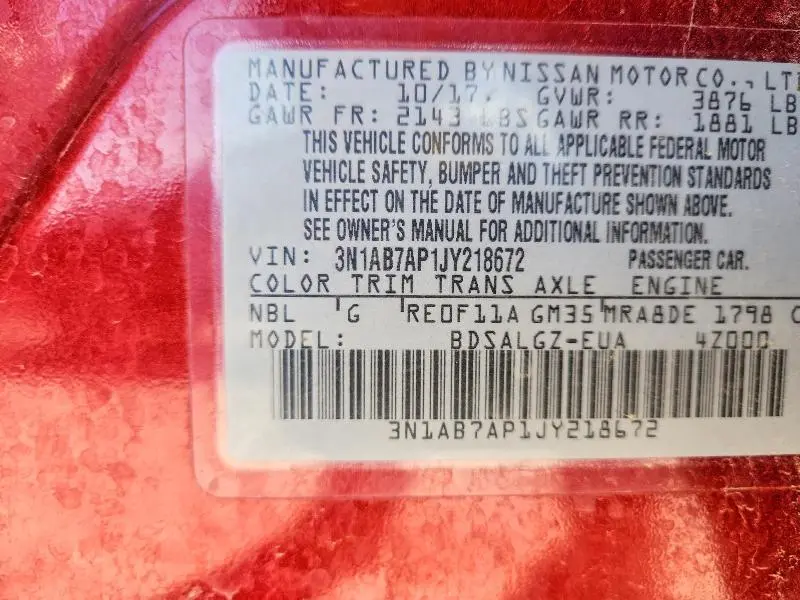 MANUFACTURED BY NISSAN MOTOR CO., LT
DATE: 10/17 GVWR: 3876 LB
GAWR FR: 2143 LBS GAWR RR: 1881 LB
THIS VEHICLE CONFORMS TO ALL APPLICABLE FEDERAL MOTOR
VEHICLE SAFETY, BUMPER AND THEFT PREVENTION STANDARDS
IN EFFECT ON THE DATE OF MANUFACTURE SHOWN ABOVE.
SEE OWNER'S MANUAL FOR ADDITIONAL INFORMATION.
VIN: 3N1AB7AP1JY218672 PASSENGER CAR.
COLOR TRIM TRANS AXLE ENGINE
NBL G RE0F11A GM35 MRA8DE 1798 C
MODEL: BDSALGZ-EUA 4Z000
3N1AB7AP1JY218672